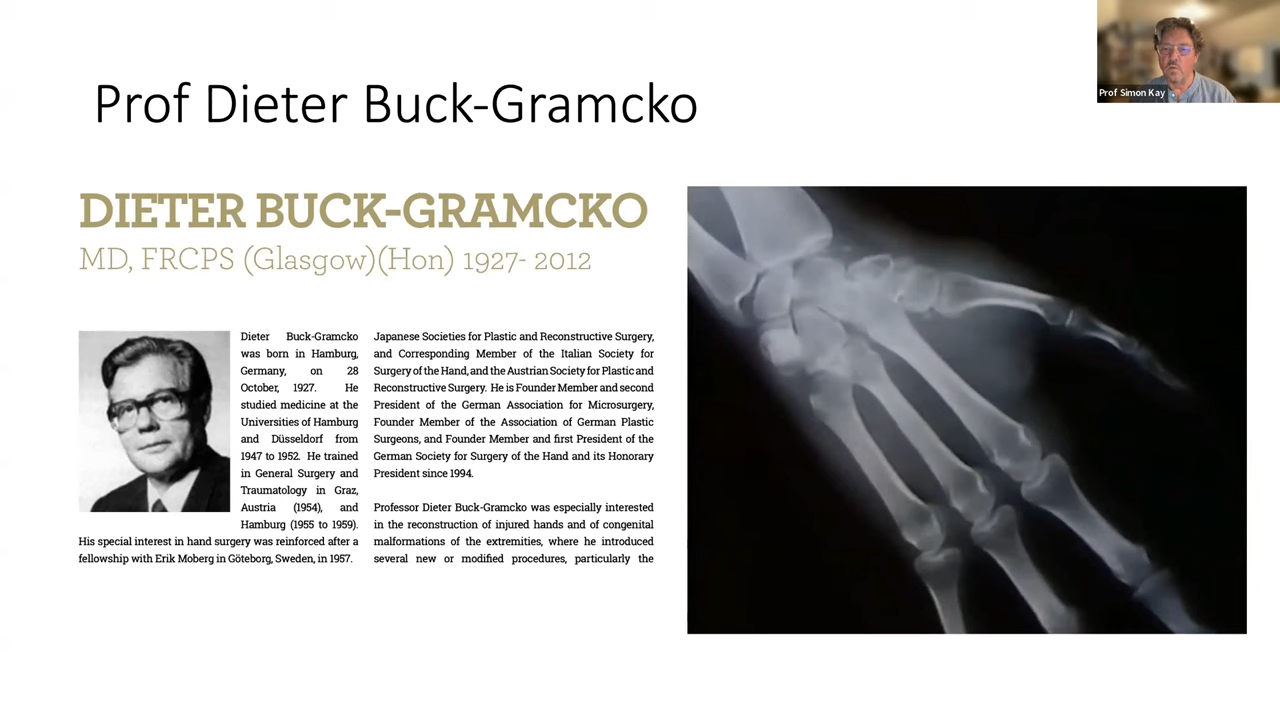 Prof Dieter Buck-Gramcko
Prof Simon Kay
DIETER BUCK-GRAMCKO
MD, FRCPS (Glasgow)(Hon) 1927- 2012
Dieter Buck-Gramcko
was born in Hamburg,
Germany, on 28
October, 1927. He
studied medicine at the
Universities of Hamburg
and Düsseldorf from
1947 to 1952. He trained
in General Surgery and
Traumatology in Graz,
Austria (1954), and
Hamburg (1955 to 1959).
His special interest in hand surgery was reinforced after a
fellowship with Erik Moberg in Göteborg, Sweden, in 1957.
Japanese Societies for Plastic and Reconstructive Surgery,
and Corresponding Member of the Italian Society for
Surgery of the Hand, and the Austrian Society for Plastic and
Reconstructive Surgery. He is Founder Member and second
President of the German Association for Microsurgery,
Founder Member of the Association of German Plastic
Surgeons, and Founder Member and first President of the
German Society for Surgery of the Hand and its Honorary
President since 1994.
Professor Dieter Buck-Gramcko was especially interested
in the reconstruction of injured hands and of congenital
malformations of the extremities, where he introduced
several new or modified procedures, particularly the